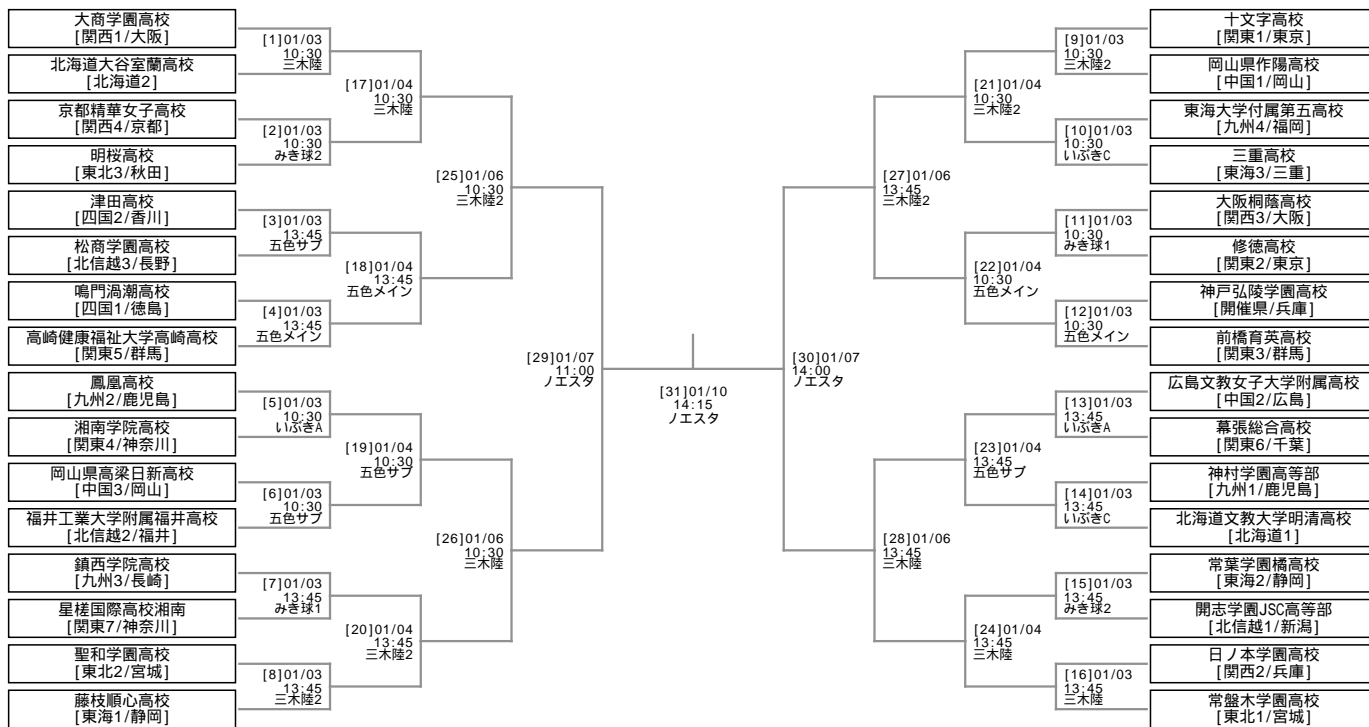 大商学園高校
[関西1/大阪]
北海道大谷室蘭高校
[北海道2]
京都精華女子高校
[関西4/京都]
明桜高校
[東北3/秋田]
津田高校
[四国2/香川]
松商学園高校
[北信越3/長野]
鳴門渦潮高校
[四国1/徳島]
高崎健康福祉大学高崎高校
[関東5/群馬]
鳳凰高校
[九州2/鹿児島]
湘南学院高校
[関東4/神奈川]
岡山県高梁日新高校
[中国3/岡山]
福井工業大学附属福井高校
[北信越2/福井]
鎮西学院高校
[九州3/長崎]
星槎国際高校湘南
[関東7/神奈川]
聖和学園高校
[東北2/宮城]
藤枝順心高校
[東海1/静岡]
[1]01/03
10:30
三木陸
[2]01/03
10:30
みき球2
[3]01/03
13:45
五色サブ
[4]01/03
13:45
五色メイン
[5]01/03
10:30
いぶきA
[6]01/03
10:30
五色サブ
[7]01/03
13:45
みき球1
[8]01/03
13:45
三木陸2
[17]01/04
10:30
三木陸
[18]01/04
13:45
五色メイン
[19]01/04
10:30
五色サブ
[20]01/04
13:45
三木陸2
[25]01/06
10:30
三木陸2
[26]01/06
10:30
三木陸
[29]01/07
11:00
ノエスタ
[31]01/10
14:15
ノエスタ
[30]01/07
14:00
ノエスタ
[27]01/06
13:45
三木陸2
[28]01/06
13:45
三木陸
[21]01/04
10:30
三木陸2
[22]01/04
10:30
五色メイン
[23]01/04
13:45
五色サブ
[24]01/04
13:45
三木陸
[9]01/03
10:30
三木陸2
[10]01/03
10:30
いぶきC
[11]01/03
10:30
みき球1
[12]01/03
10:30
五色メイン
[13]01/03
13:45
いぶきA
[14]01/03
13:45
いぶきC
[15]01/03
13:45
みき球2
[16]01/03
13:45
三木陸
十文字高校
[関東1/東京]
岡山県作陽高校
[中国1/岡山]
東海大学付属第五高校
[九州4/福岡]
三重高校
[東海3/三重]
大阪桐蔭高校
[関西3/大阪]
修徳高校
[関東2/東京]
神戸弘陵学園高校
[開催県/兵庫]
前橋育英高校
[関東3/群馬]
広島文教女子大学附属高校
[中国2/広島]
幕張総合高校
[関東6/千葉]
神村学園高等部
[九州1/鹿児島]
北海道文教大学明清高校
[北海道1]
常葉学園橘高校
[東海2/静岡]
開志学園JSC高等部
[北信越1/新潟]
日ノ本学園高校
[関西2/兵庫]
常盤木学園高校
[東北1/宮城]